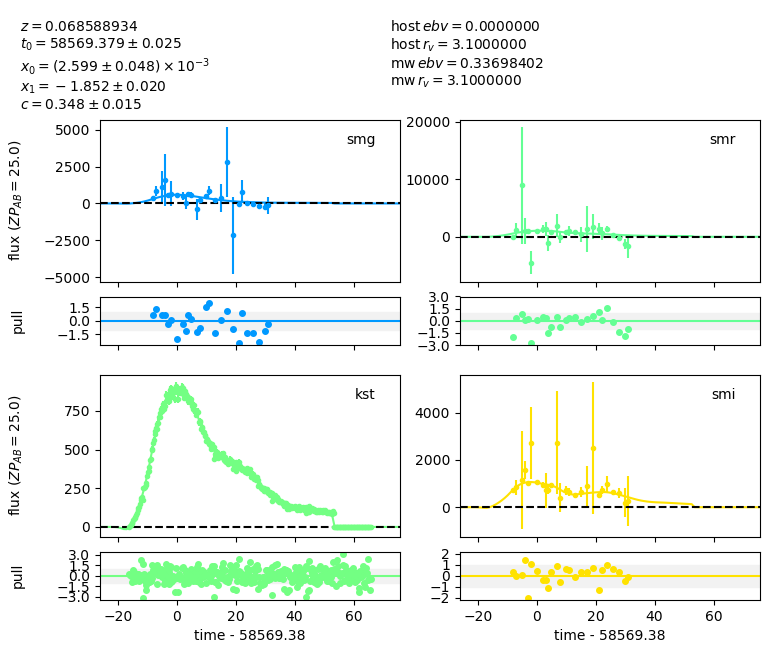 z = 0.068588934
t₀ = 58569.379 ± 0.025
x₀ = (2.599 ± 0.048) × 10⁻³
x₁ = −1.852 ± 0.020
c = 0.348 ± 0.015
host ebv = 0.0000000
host r_v = 3.1000000
mw ebv = 0.33698402
mw r_v = 3.1000000
flux (ZP_AB = 25.0)
5000
2500
0
−2500
−5000
smg
20000
10000
0
smr
pull
1.5
0.0
−1.5
3.0
1.5
0.0
−1.5
−3.0
flux (ZP_AB = 25.0)
750
500
250
0
kst
4000
2000
0
smi
pull
3.0
1.5
0.0
−1.5
−3.0
2
1
0
−1
−2
−20 0 20 40 60
−20 0 20 40 60
time - 58569.38
time - 58569.38